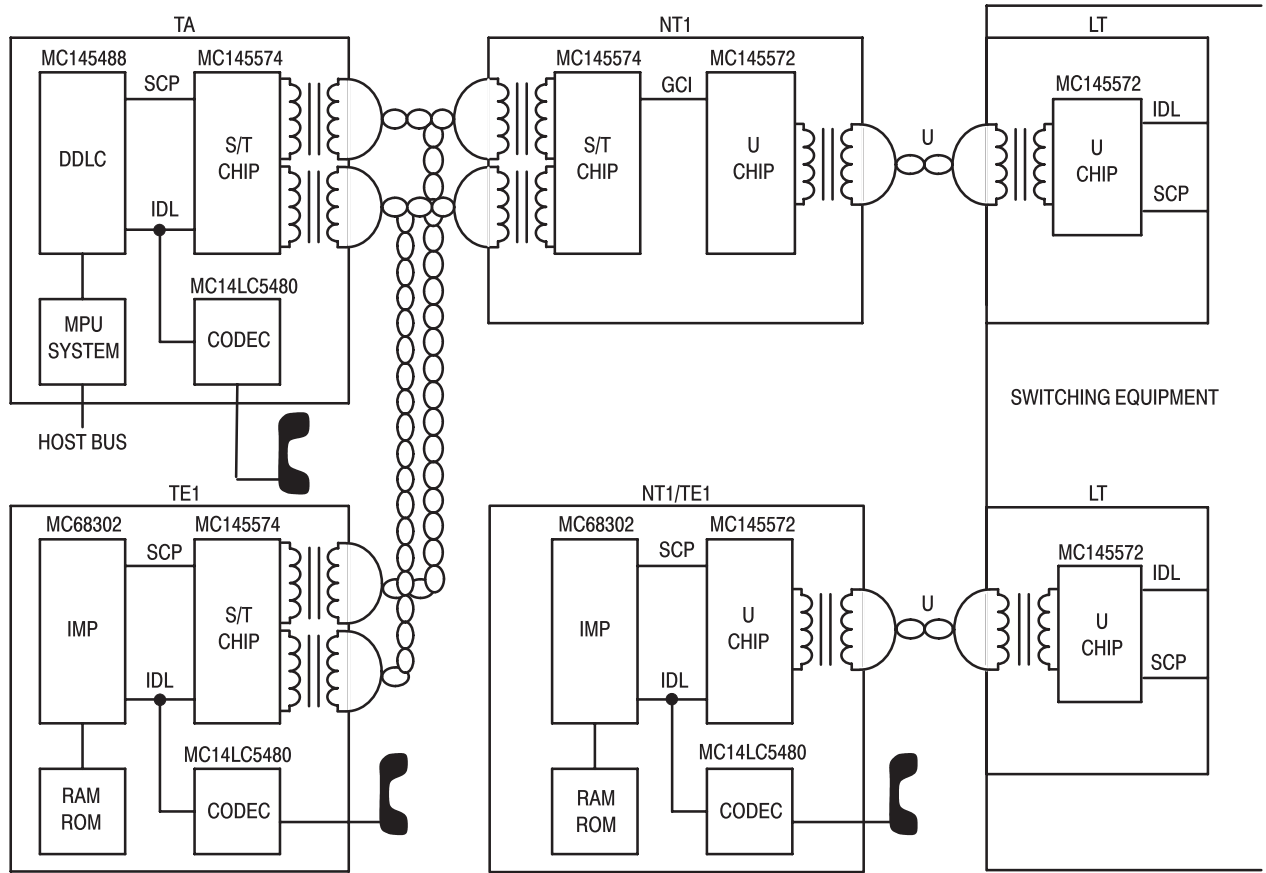 TA
MC145488
SCP
MC145574
DDLC
S/T
CHIP
IDL
MC14LC5480
MPU
SYSTEM
CODEC
HOST BUS
NT1
MC145574
GCI
MC145572
S/T
CHIP
U
CHIP
U
LT
MC145572
IDL
U
CHIP
SCP
SWITCHING EQUIPMENT
TE1
MC68302
MC145574
SCP
IMP
S/T
CHIP
IDL
MC14LC5480
RAM
ROM
CODEC
NT1/TE1
MC68302
MC145572
SCP
IMP
U
CHIP
IDL
MC14LC5480
RAM
ROM
CODEC
U
LT
MC145572
IDL
U
CHIP
SCP